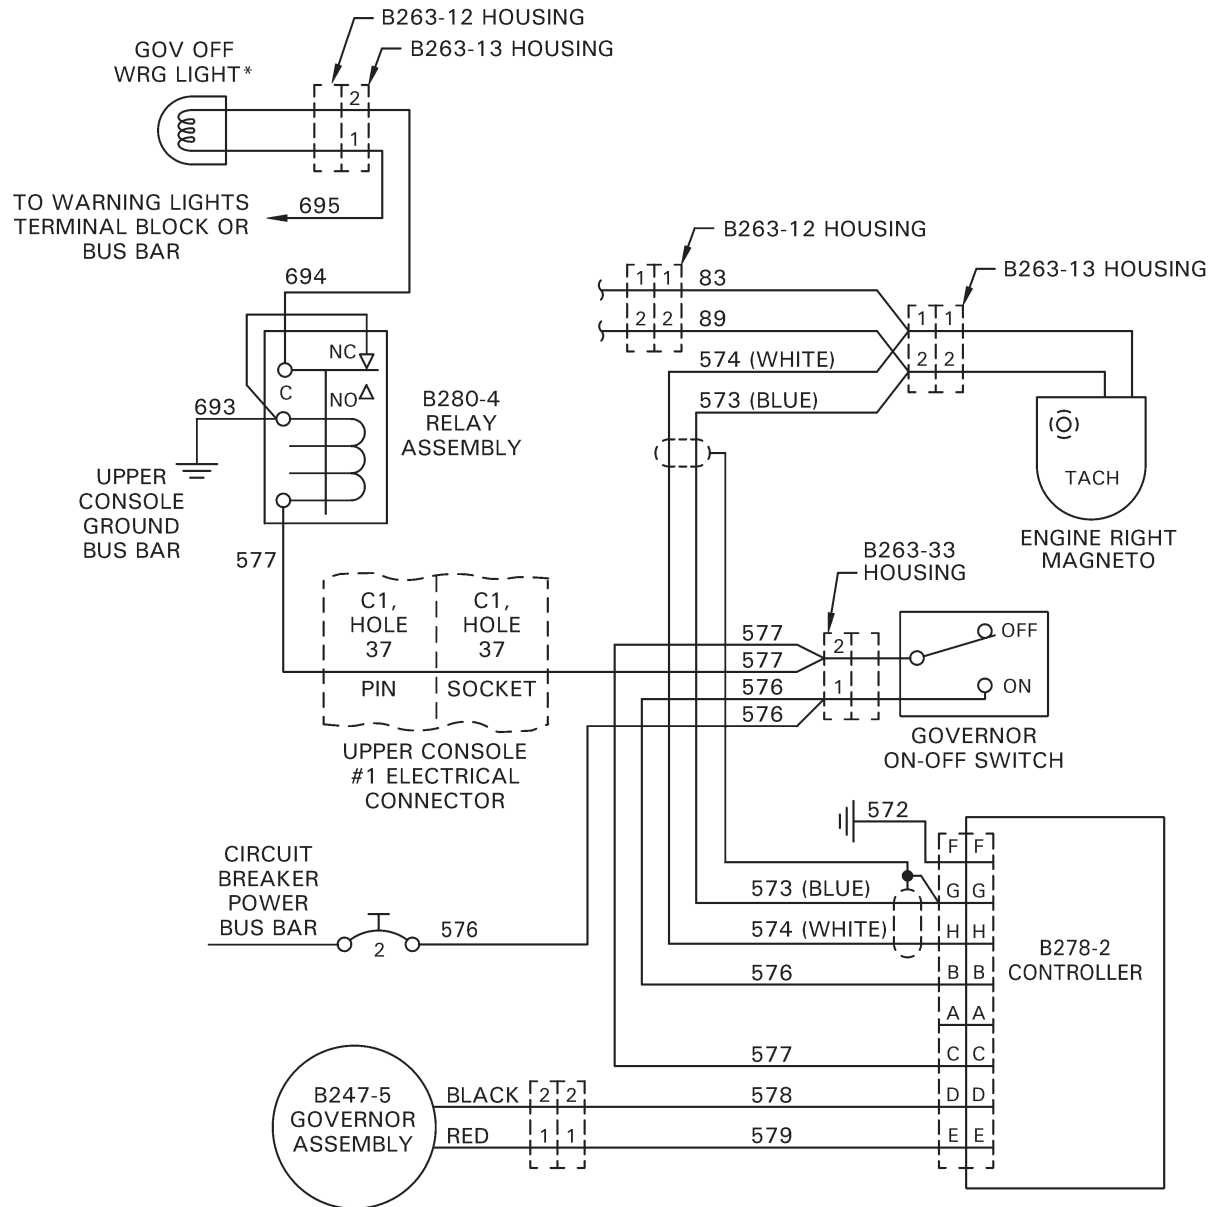 B263-12 HOUSING
B263-13 HOUSING
GOV OFF
WRG LIGHT*
2
1
TO WARNING LIGHTS
TERMINAL BLOCK OR
BUS BAR
695
694
B263-12 HOUSING
B263-13 HOUSING
1 1 83
2 2 89
1 1
2 2
574 (WHITE)
573 (BLUE)
NC
C
NO
693
B280-4
RELAY
ASSEMBLY
UPPER
CONSOLE
GROUND
BUS BAR
577
TACH
ENGINE RIGHT
MAGNETO
B263-33
HOUSING
C1,
HOLE
37
PIN
C1,
HOLE
37
SOCKET
UPPER CONSOLE
#1 ELECTRICAL
CONNECTOR
577
577
576
576
2
1
OFF
ON
GOVERNOR
ON-OFF SWITCH
572
CIRCUIT
BREAKER
POWER
BUS BAR
2
576
F F
573 (BLUE) G G
574 (WHITE) H H
576 B B
A A
577 C C
578 D D
579 E E
B278-2
CONTROLLER
B247-5
GOVERNOR
ASSEMBLY
BLACK 2 2
RED 1 1